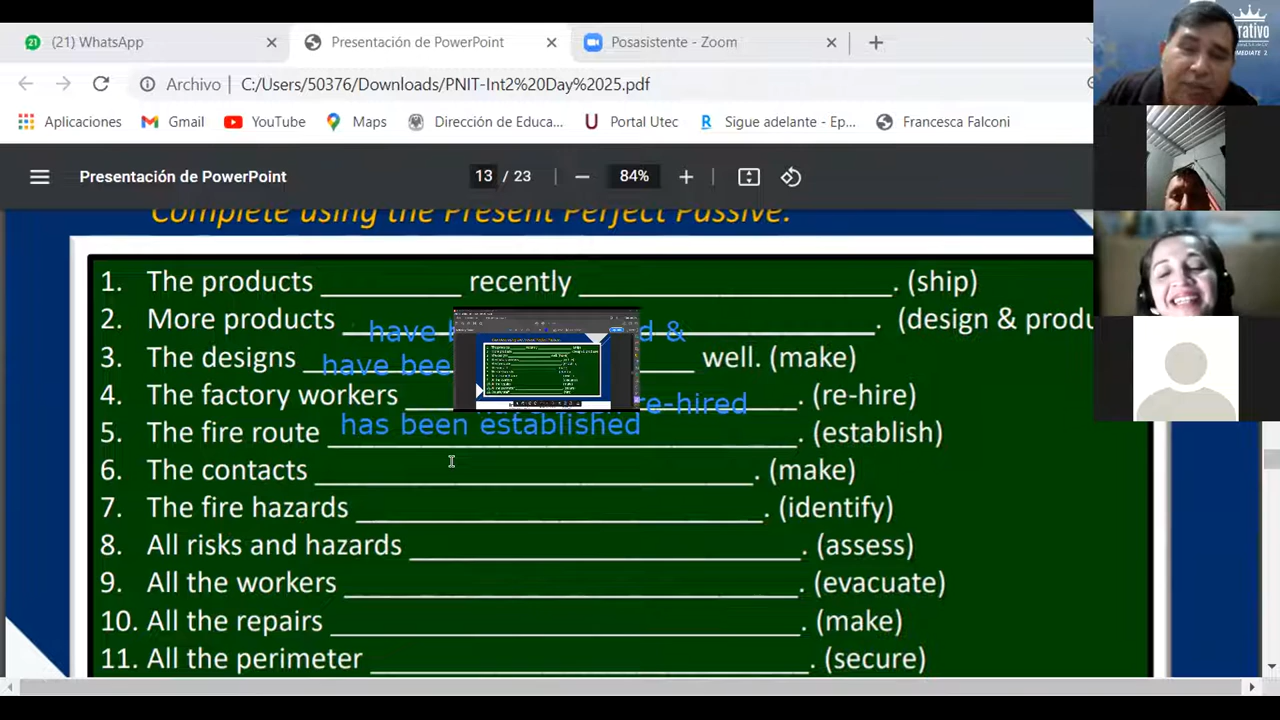 (21) WhatsApp
Presentación de PowerPoint
Posasistente - Zoom
Archivo
C:/Users/50376/Downloads/PNIT-Int2%20Day%2025.pdf
Aplicaciones
Gmail
YouTube
Maps
Dirección de Educa...
Portal Utec
Sigue adelante - Ep...
Francesca Falconi
Presentación de PowerPoint
13 / 23
84%
Complete using the Present Perfect Passive.
1. The products _________ recently ____________________. (ship)
2. More products ____________________. (design & produ
have &
3. The designs ____________________ well. (make)
have bee
4. The factory workers ____________________. (re-hire)
re-hired
has been established
5. The fire route ____________________. (establish)
6. The contacts ____________________. (make)
7. The fire hazards ____________________. (identify)
8. All risks and hazards ____________________. (assess)
9. All the workers ____________________. (evacuate)
10. All the repairs ____________________. (make)
11. All the perimeter ____________________. (secure)